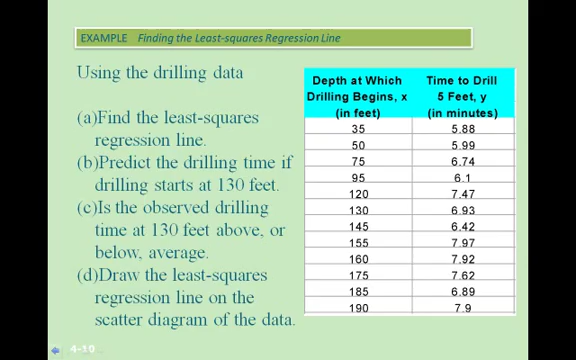 EXAMPLE Finding the Least-squares Regression Line
Using the drilling data
(a)Find the least-squares
regression line.
(b)Predict the drilling time if
drilling starts at 130 feet.
(c)Is the observed drilling
time at 130 feet above, or
below, average.
(d)Draw the least-squares
regression line on the
scatter diagram of the data.
Depth at Which Time to Drill
Drilling Begins, x 5 Feet, y
(in feet) (in minutes)
35 5.88
50 5.99
75 6.74
95 6.1
120 7.47
130 6.93
145 6.42
155 7.97
160 7.92
175 7.62
185 6.89
190 7.9
4-10